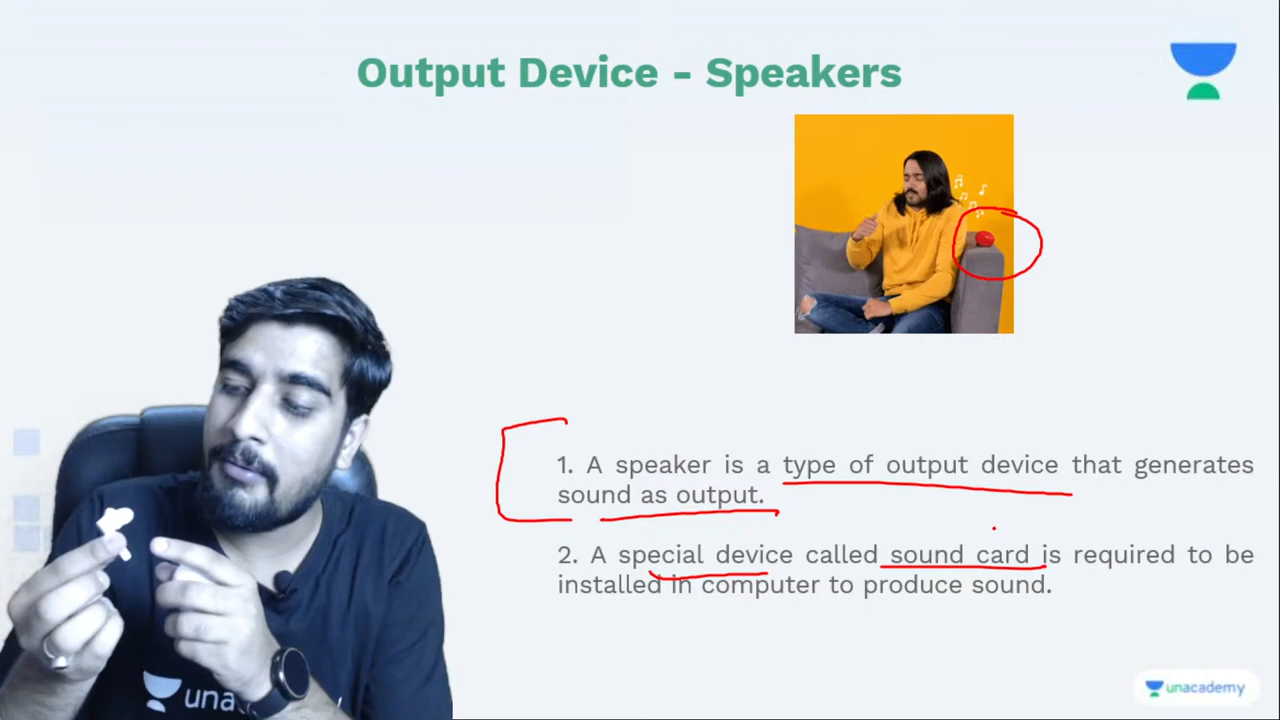 Output Device - Speakers
1. A speaker is a type of output device that generates
sound as output.
2. A special device called sound card is required to be
installed in computer to produce sound.
una
unacademy